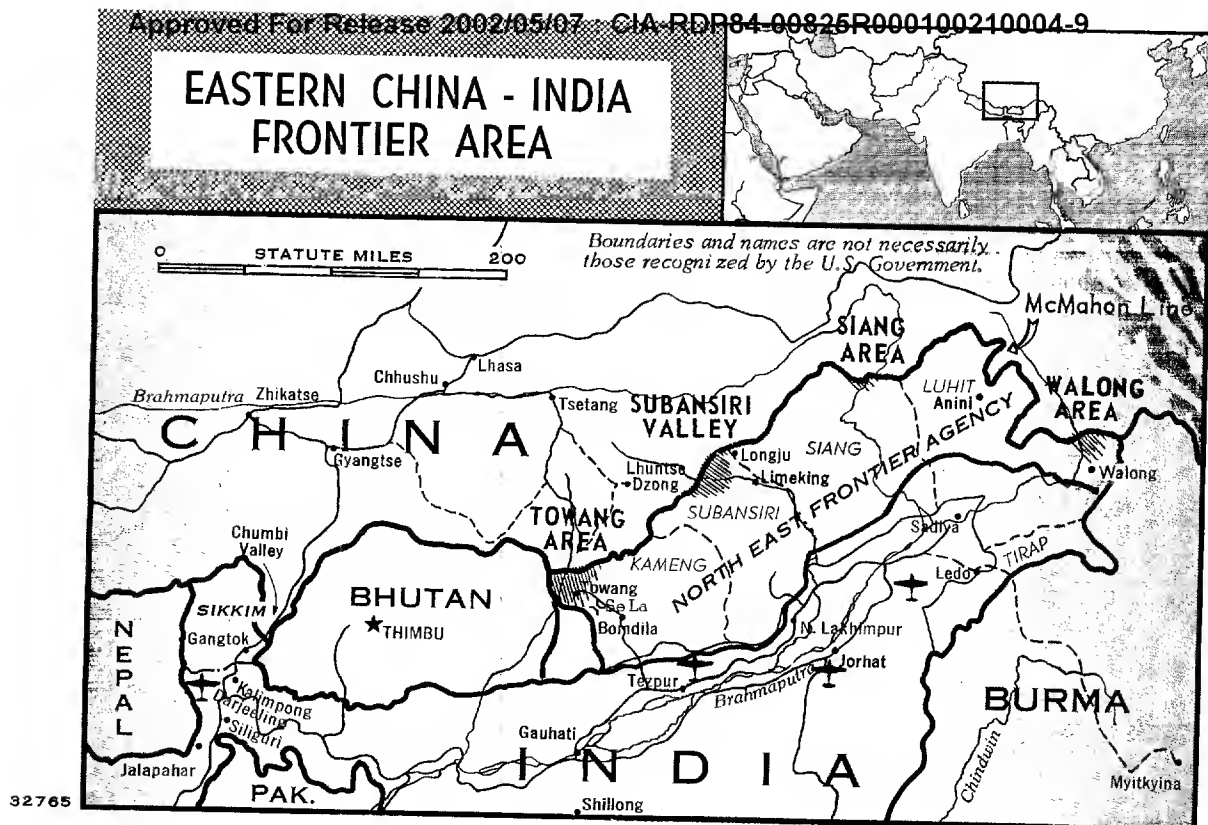 Approved For Release 2002/05/07 : CIA-RDP84-00825R000100210004-9
EASTERN CHINA - INDIA
FRONTIER AREA
0 STATUTE MILES 200
Boundaries and names are not necessarily
those recognized by the U.S. Government.
McMahon Line
SIANG
AREA
Lhasa
Chhushu
LUHIT
Anini
WALONG
AREA
Brahmaputra
Zhikatse
Tsetang
SUBANSIRI
VALLEY
CHINA
Gyangtse
Longju
SIANG
Limeking
Walong
Lhuntse
Dzong
NORTH EAST FRONTIER AGENCY
SUBANSIRI
TOWANG
AREA
Sadiya
Chumbi
Valley
KAMENG
TIRAP
Ledo
BHUTAN
Towang
Se La
Bomdila
SIKKIM
THIMBU
Gangtok
N. Lakhimpur
Jorhat
NEPAL
Tezpur
Brahmaputra
BURMA
Kalimpong
Darjeeling
Siliguri
Gauhati
INDIA
Jalapahar
PAK.
Chindwin
Myitkyina
Shillong
32765